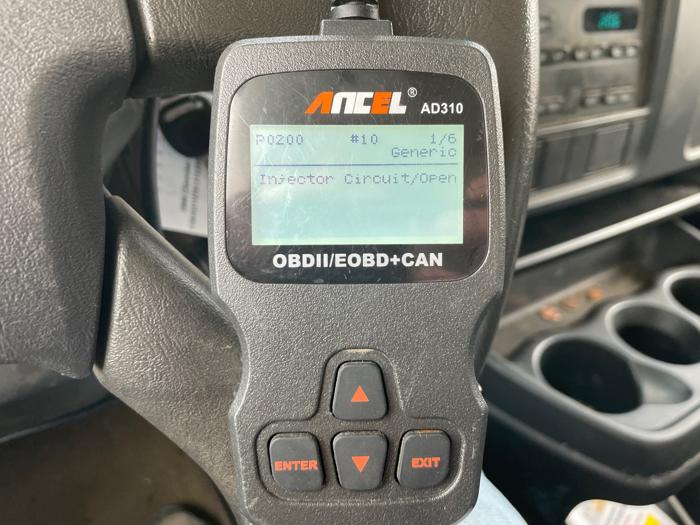 ANCEL®
AD310
P0200 #10 1/6
Generic
Injector Circuit/Open
OBDII/EOBD+CAN
▲
ENTER ▼ EXIT